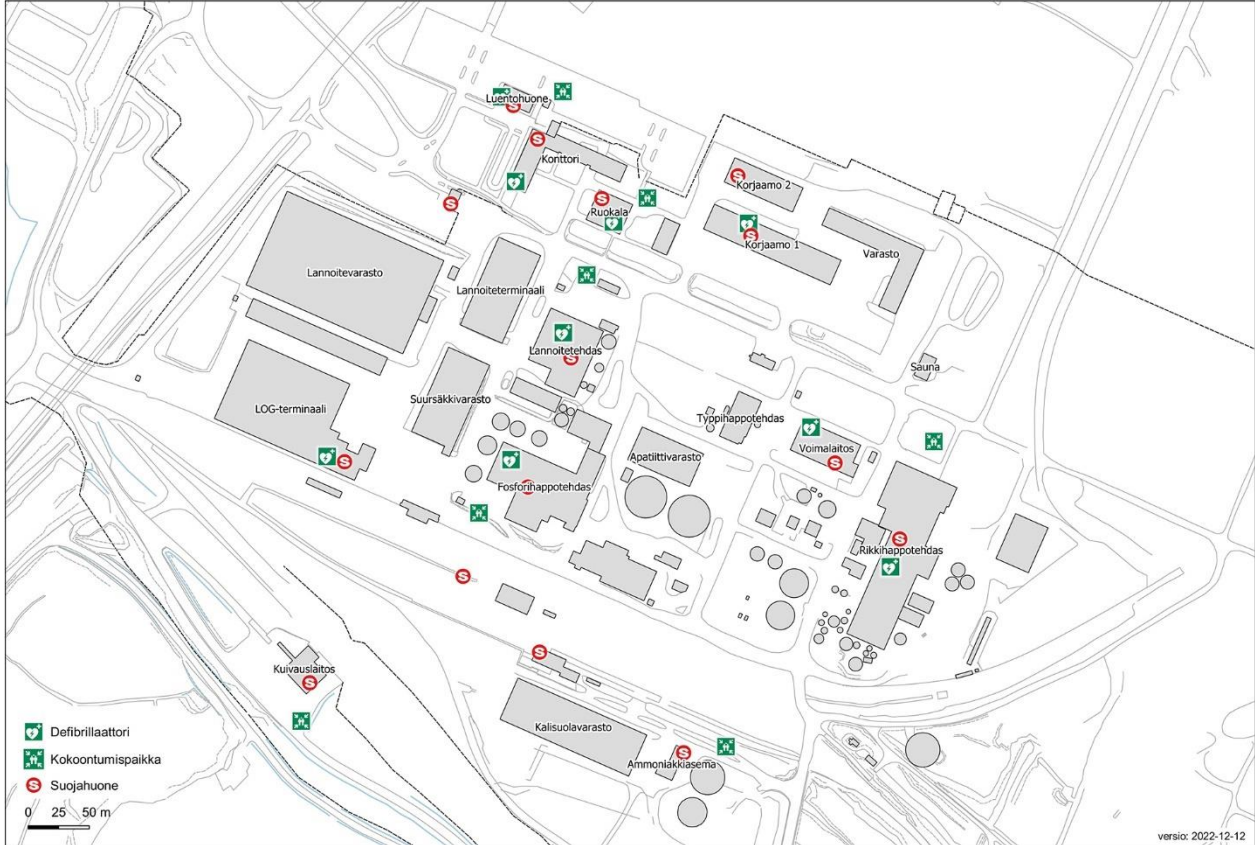 Luentohuone
Konttori
Korjaamo 2
Ruokala
Korjaamo 1
Varasto
Lannoitevarasto
Lannoiteterminaali
Lannoitetehdas
Sauna
LOG-terminaali
Suursäkkivarasto
Typpihappotehdas
Voimalaitos
Apatiittivarasto
Fosforihappotehdas
Rikkihappotehdas
Kuivauslaitos
Kalisuolavarasto
Ammoniakkiasema
Defibrillaattori
Kokoontumispaikka
S Suojahuone
0 25 50 m
versio: 2022-12-12